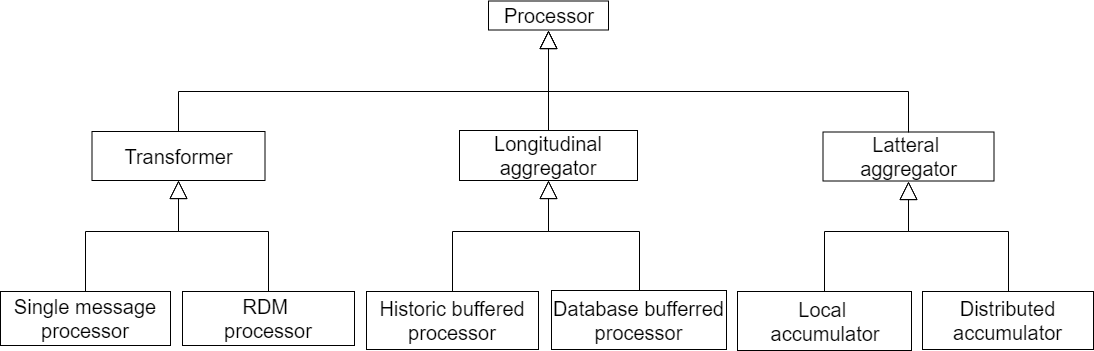 Processor
Transformer
Longitudinal
aggregator
Latteral
aggregator
Single message
processor
RDM
processor
Historic buffered
processor
Database bufferred
processor
Local
accumulator
Distributed
accumulator